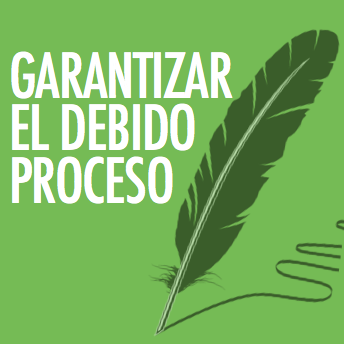 GARANTIZAR
EL DEBIDO
PROCESO